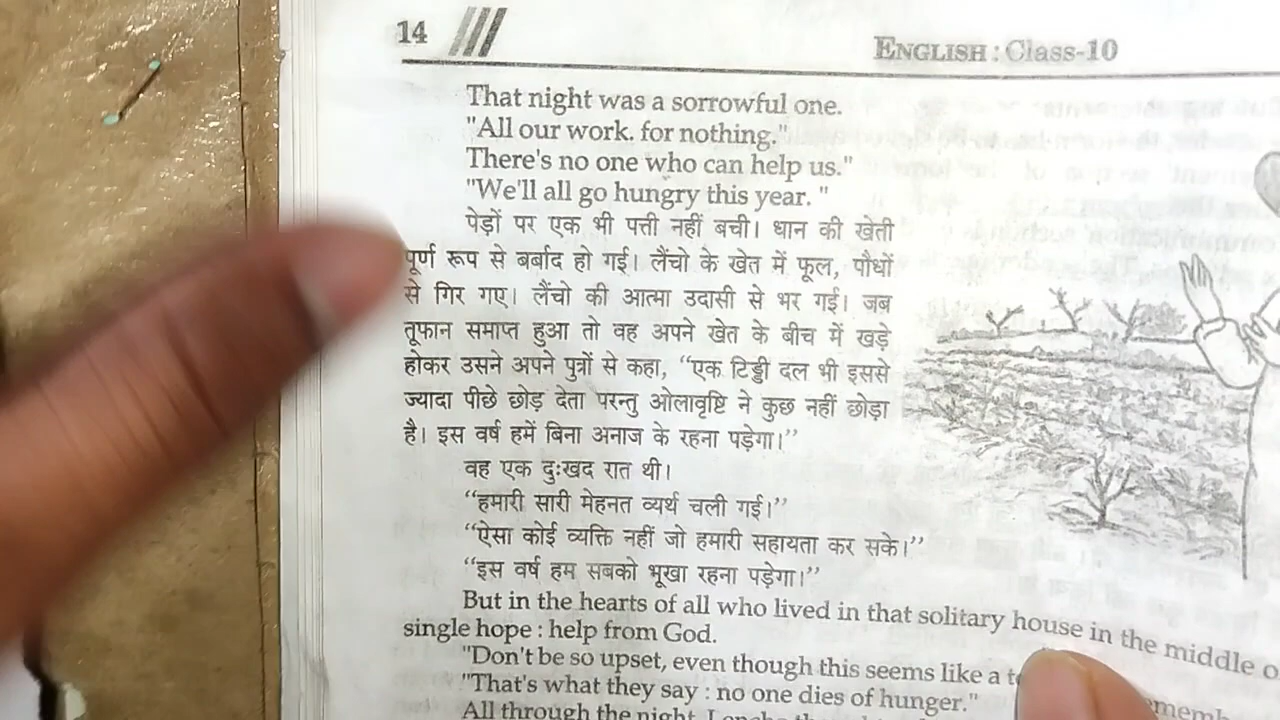 14 ENGLISH : Class-10
That night was a sorrowful one.
"All our work, for nothing."
There's no one who can help us."
"We'll all go hungry this year. "
पेड़ों पर एक भी पत्ती नहीं बची। धान की खेती
पूर्ण रूप से बर्बाद हो गई। लैंचो के खेत में फूल, पौधों
से गिर गए। लैंचो की आत्मा उदासी से भर गई। जब
तूफान समाप्त हुआ तो वह अपने खेत के बीच में खड़े
होकर उसने अपने पुत्रों से कहा, “एक टिड्डी दल भी इससे
ज्यादा पीछे छोड़ देता परन्तु ओलावृष्टि ने कुछ नहीं छोड़ा
है। इस वर्ष हमें बिना अनाज के रहना पड़ेगा।”
वह एक दुःखद रात थी।
“हमारी सारी मेहनत व्यर्थ चली गई।”
“ऐसा कोई व्यक्ति नहीं जो हमारी सहायता कर सके।”
“इस वर्ष हम सबको भूखा रहना पड़ेगा।”
But in the hearts of all who lived in that solitary house in the middle
single hope : help from God.
"Don't be so upset, even though this seems like a
"That's what they say : no one dies of hunger."
All through the night,